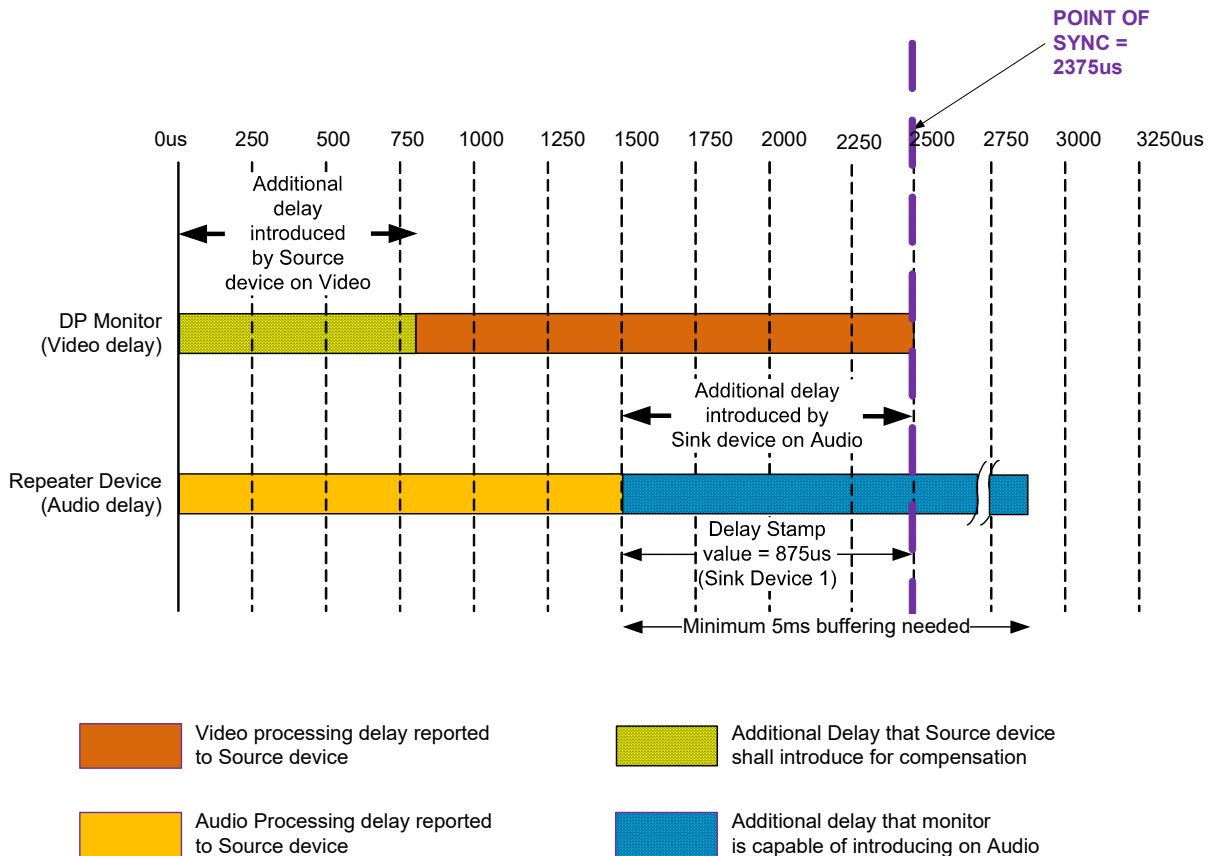 POINT OF
SYNC =
2375us
0us 250 500 750 1000 1250 1500 1750 2000 2250 2500 2750 3000 3250us
Additional
delay
introduced
by Source
device on Video
DP Monitor
(Video delay)
Additional delay
introduced by
Sink device on Audio
Repeater Device
(Audio delay)
Delay Stamp
value = 875us
(Sink Device 1)
Minimum 5ms buffering needed
Video processing delay reported
to Source device
Additional Delay that Source device
shall introduce for compensation
Audio Processing delay reported
to Source device
Additional delay that monitor
is capable of introducing on Audio